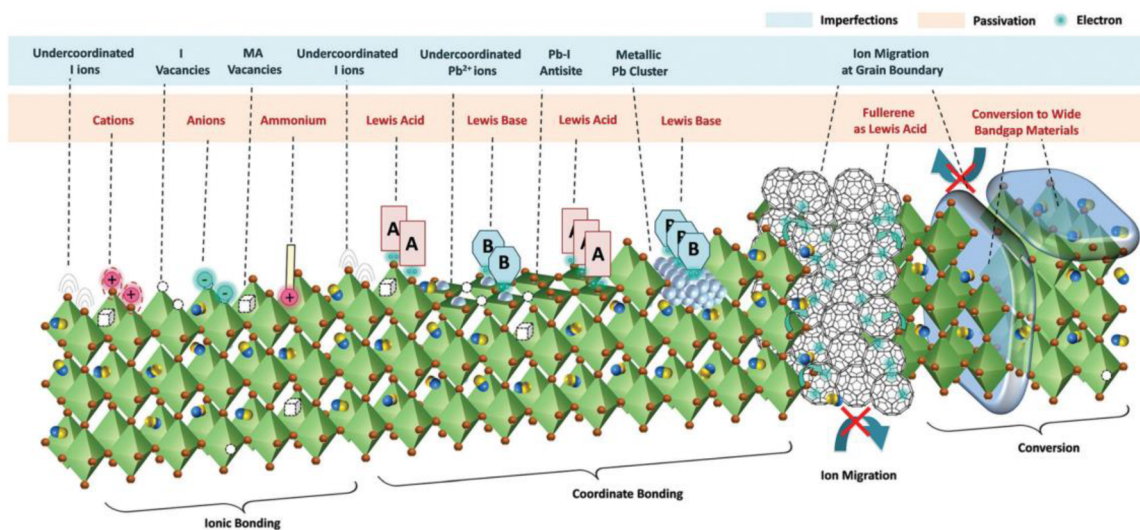 Imperfections
Passivation
Electron
Undercoordinated
I ions
I
Vacancies
MA
Vacancies
Undercoordinated
I ions
Undercoordinated
Pb²⁺ ions
Pb-I
Antisite
Metallic
Pb Cluster
Ion Migration
at Grain Boundary
Cations
Anions
Ammonium
Lewis Acid
Lewis Base
Lewis Acid
Lewis Base
Fullerene
as Lewis Acid
Conversion to Wide
Bandgap Materials
A
A
B
B
A
A
A
B
B
B
+
+
-
-
+
Ionic Bonding
Coordinate Bonding
Ion Migration
Conversion